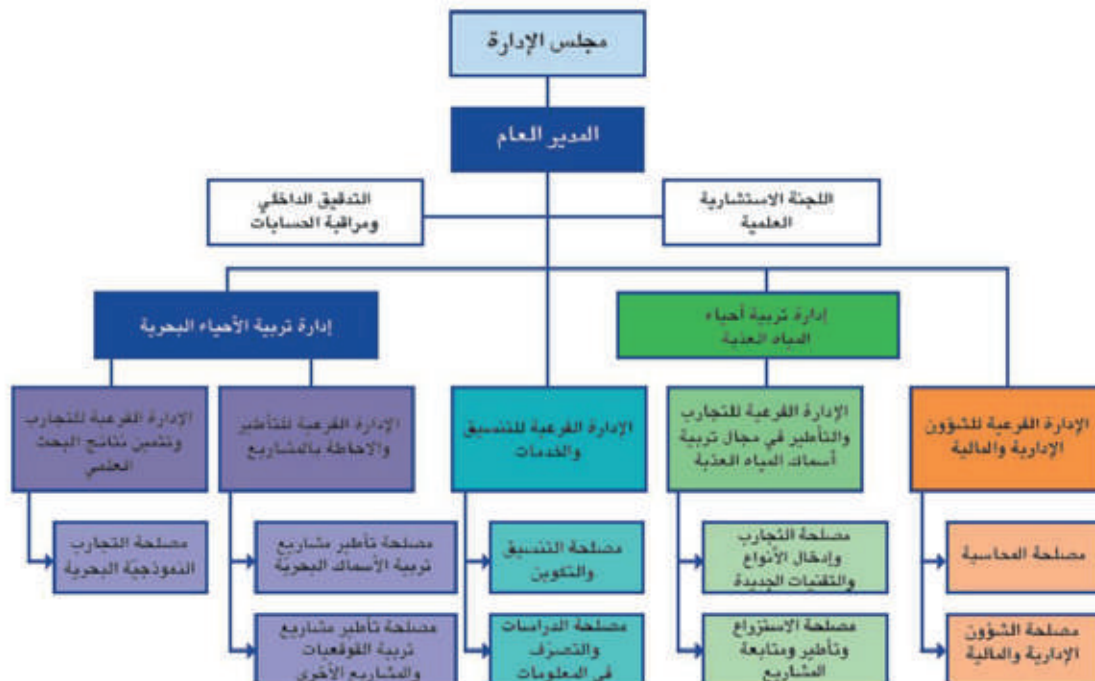 مجلس الإدارة
المدير العام
اللجنة الاستشارية
العلمية
التدقيق الداخلي
ومراقبة الحسابات
إدارة تربية أحياء
المياه العذبة
إدارة تربية الأحياء البحرية
الإدارة الفرعية للشؤون
الإدارية والمالية
الإدارة الفرعية للتجارب
والتأطير في مجال تربية
أسماك المياه العذبة
الإدارة الفرعية للتنسيق
والخدمات
الإدارة الفرعية للتأطير
والاحاطة بالمشاريع
الإدارة الفرعية للتجارب
وتثمين نتائج البحث
العلمي
مصلحة المحاسبة
مصلحة التجارب
وإدخال الأنواع
والتقنيات الجديدة
مصلحة التنسيق
والتكوين
مصلحة تأطير مشاريع
تربية الأسماك البحرية
مصلحة التجارب
النموذجيّة البحرية
مصلحة الشؤون
الإدارية والمالية
مصلحة الاستزراع
وتأطير ومتابعة
المشاريع
مصلحة الدراسات
والتصرف
في المعلومات
مصلحة تأطير مشاريع
تربية القوقعيات
والمشاريع الأخرى